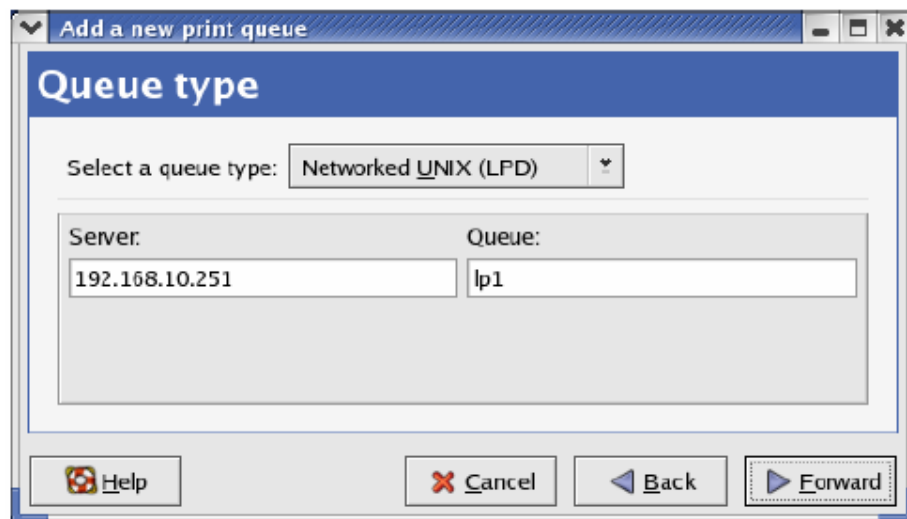 Add a new print queue
Queue type
Select a queue type: Networked UNIX (LPD)
Server: Queue:
192.168.10.251 lp1
Help Cancel Back Forward